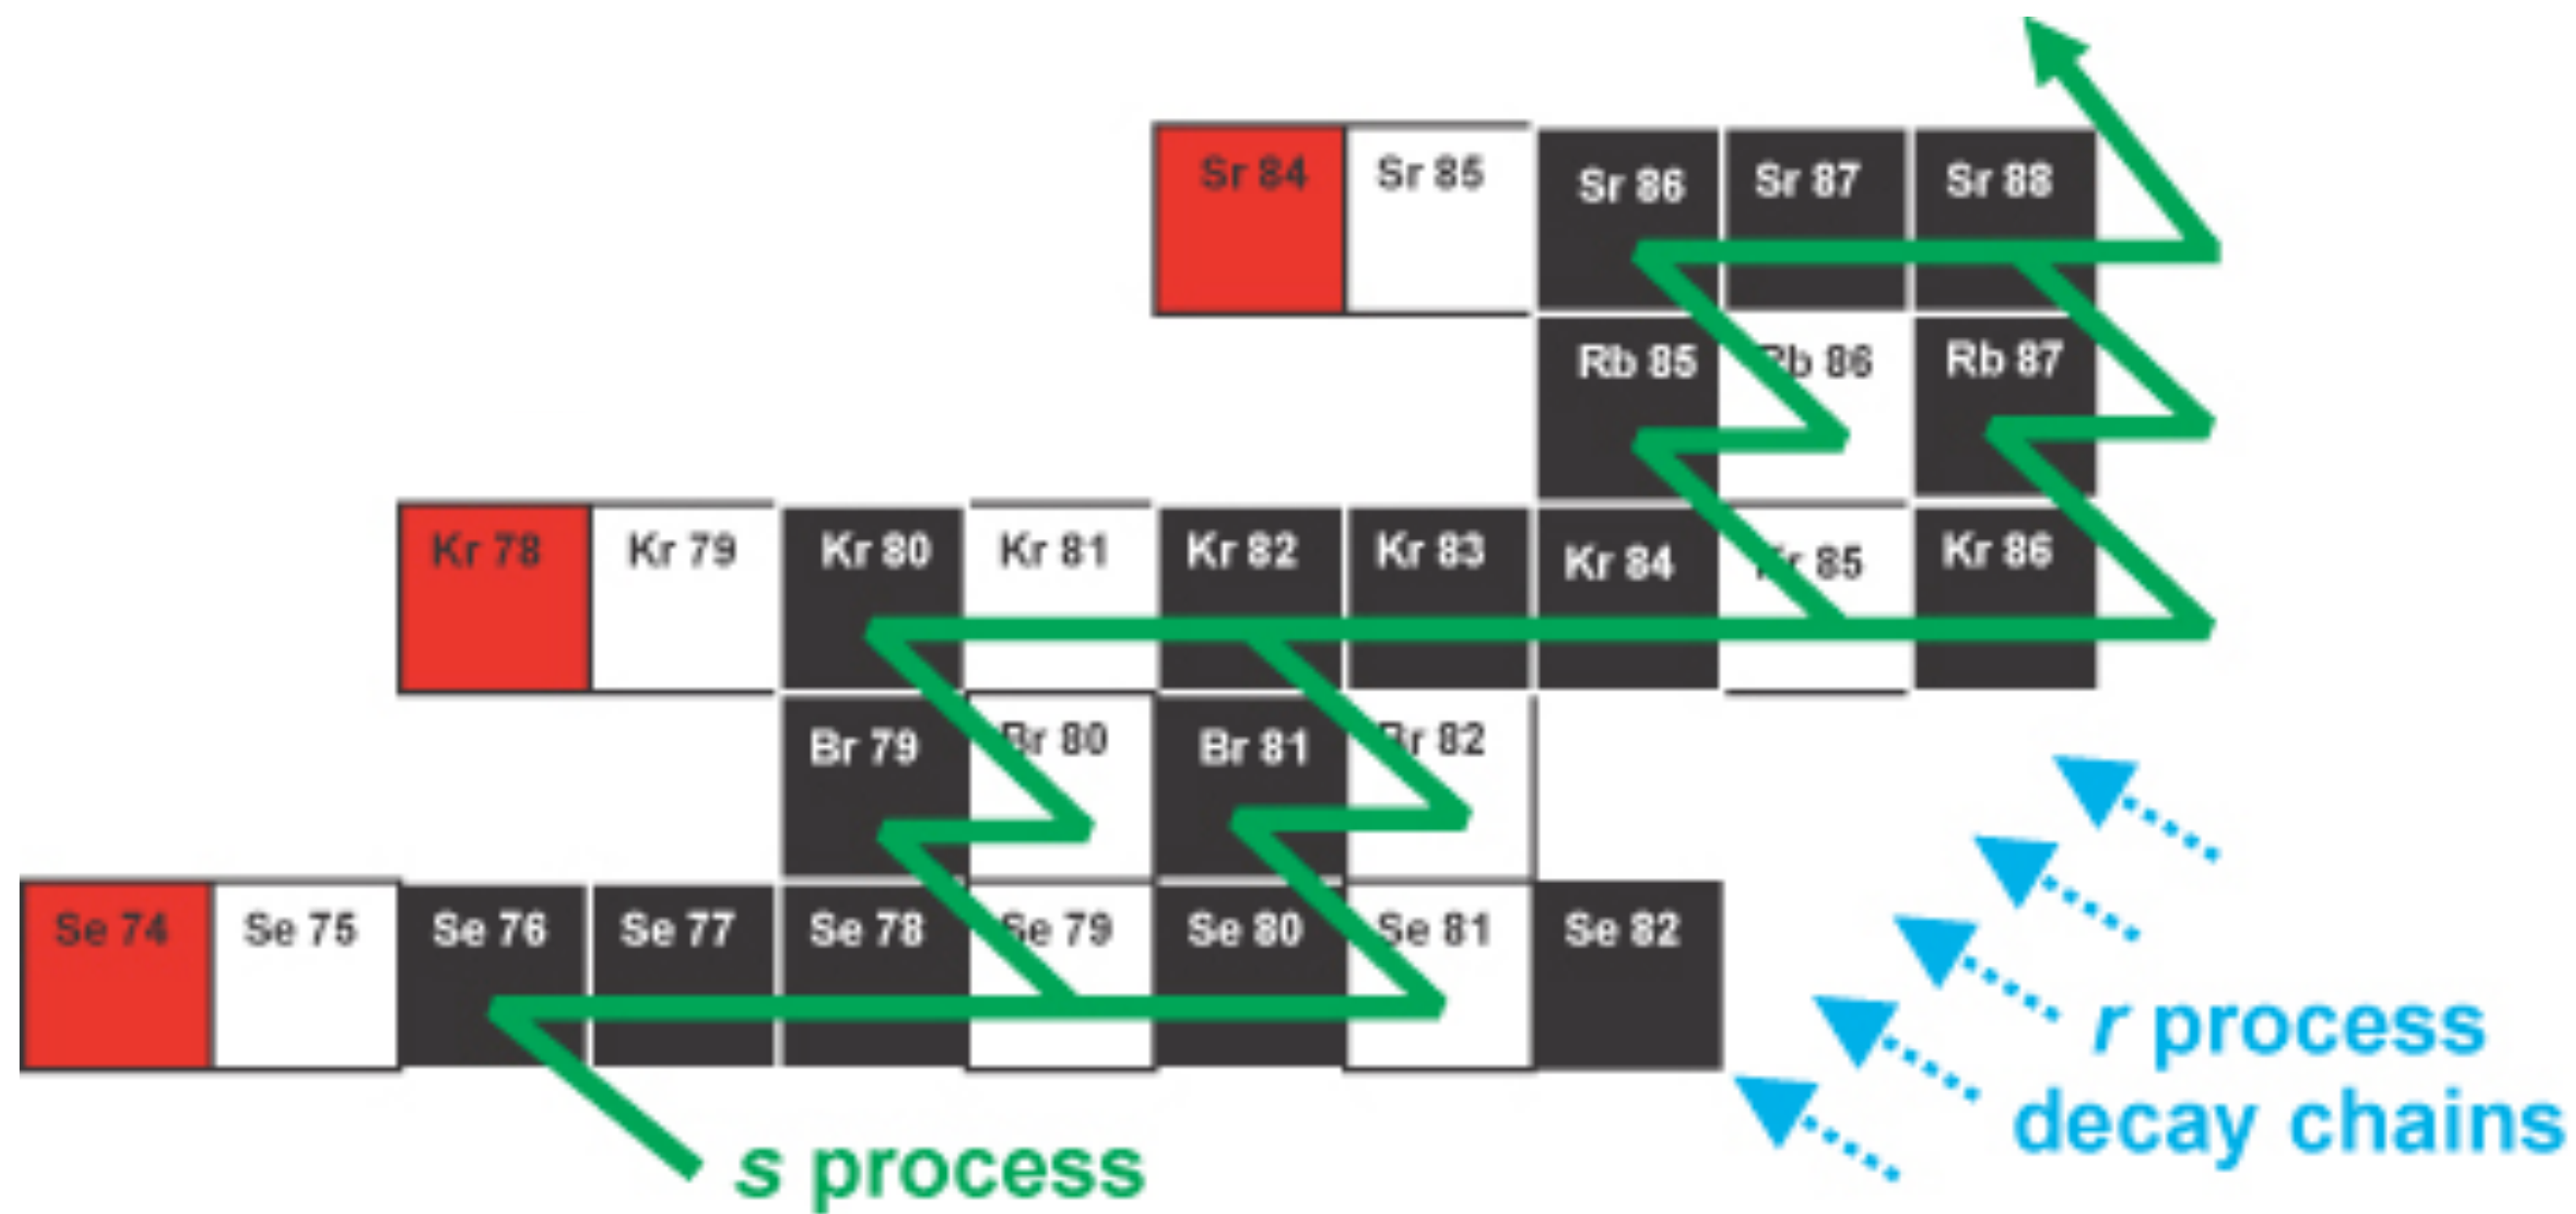 Sr 84 Sr 85 Sr 86 Sr 87 Sr 88
Rb 85 Rb 86 Rb 87
Kr 78 Kr 79 Kr 80 Kr 81 Kr 82 Kr 83 Kr 84 Kr 85 Kr 86
Br 79 Br 80 Br 81 Br 82
Se 74 Se 75 Se 76 Se 77 Se 78 Se 79 Se 80 Se 81 Se 82
r process
decay chains
s process